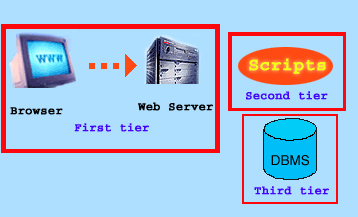 WWW
Browser
Web Server
First tier
Scripts
Second tier
DBMS
Third tier